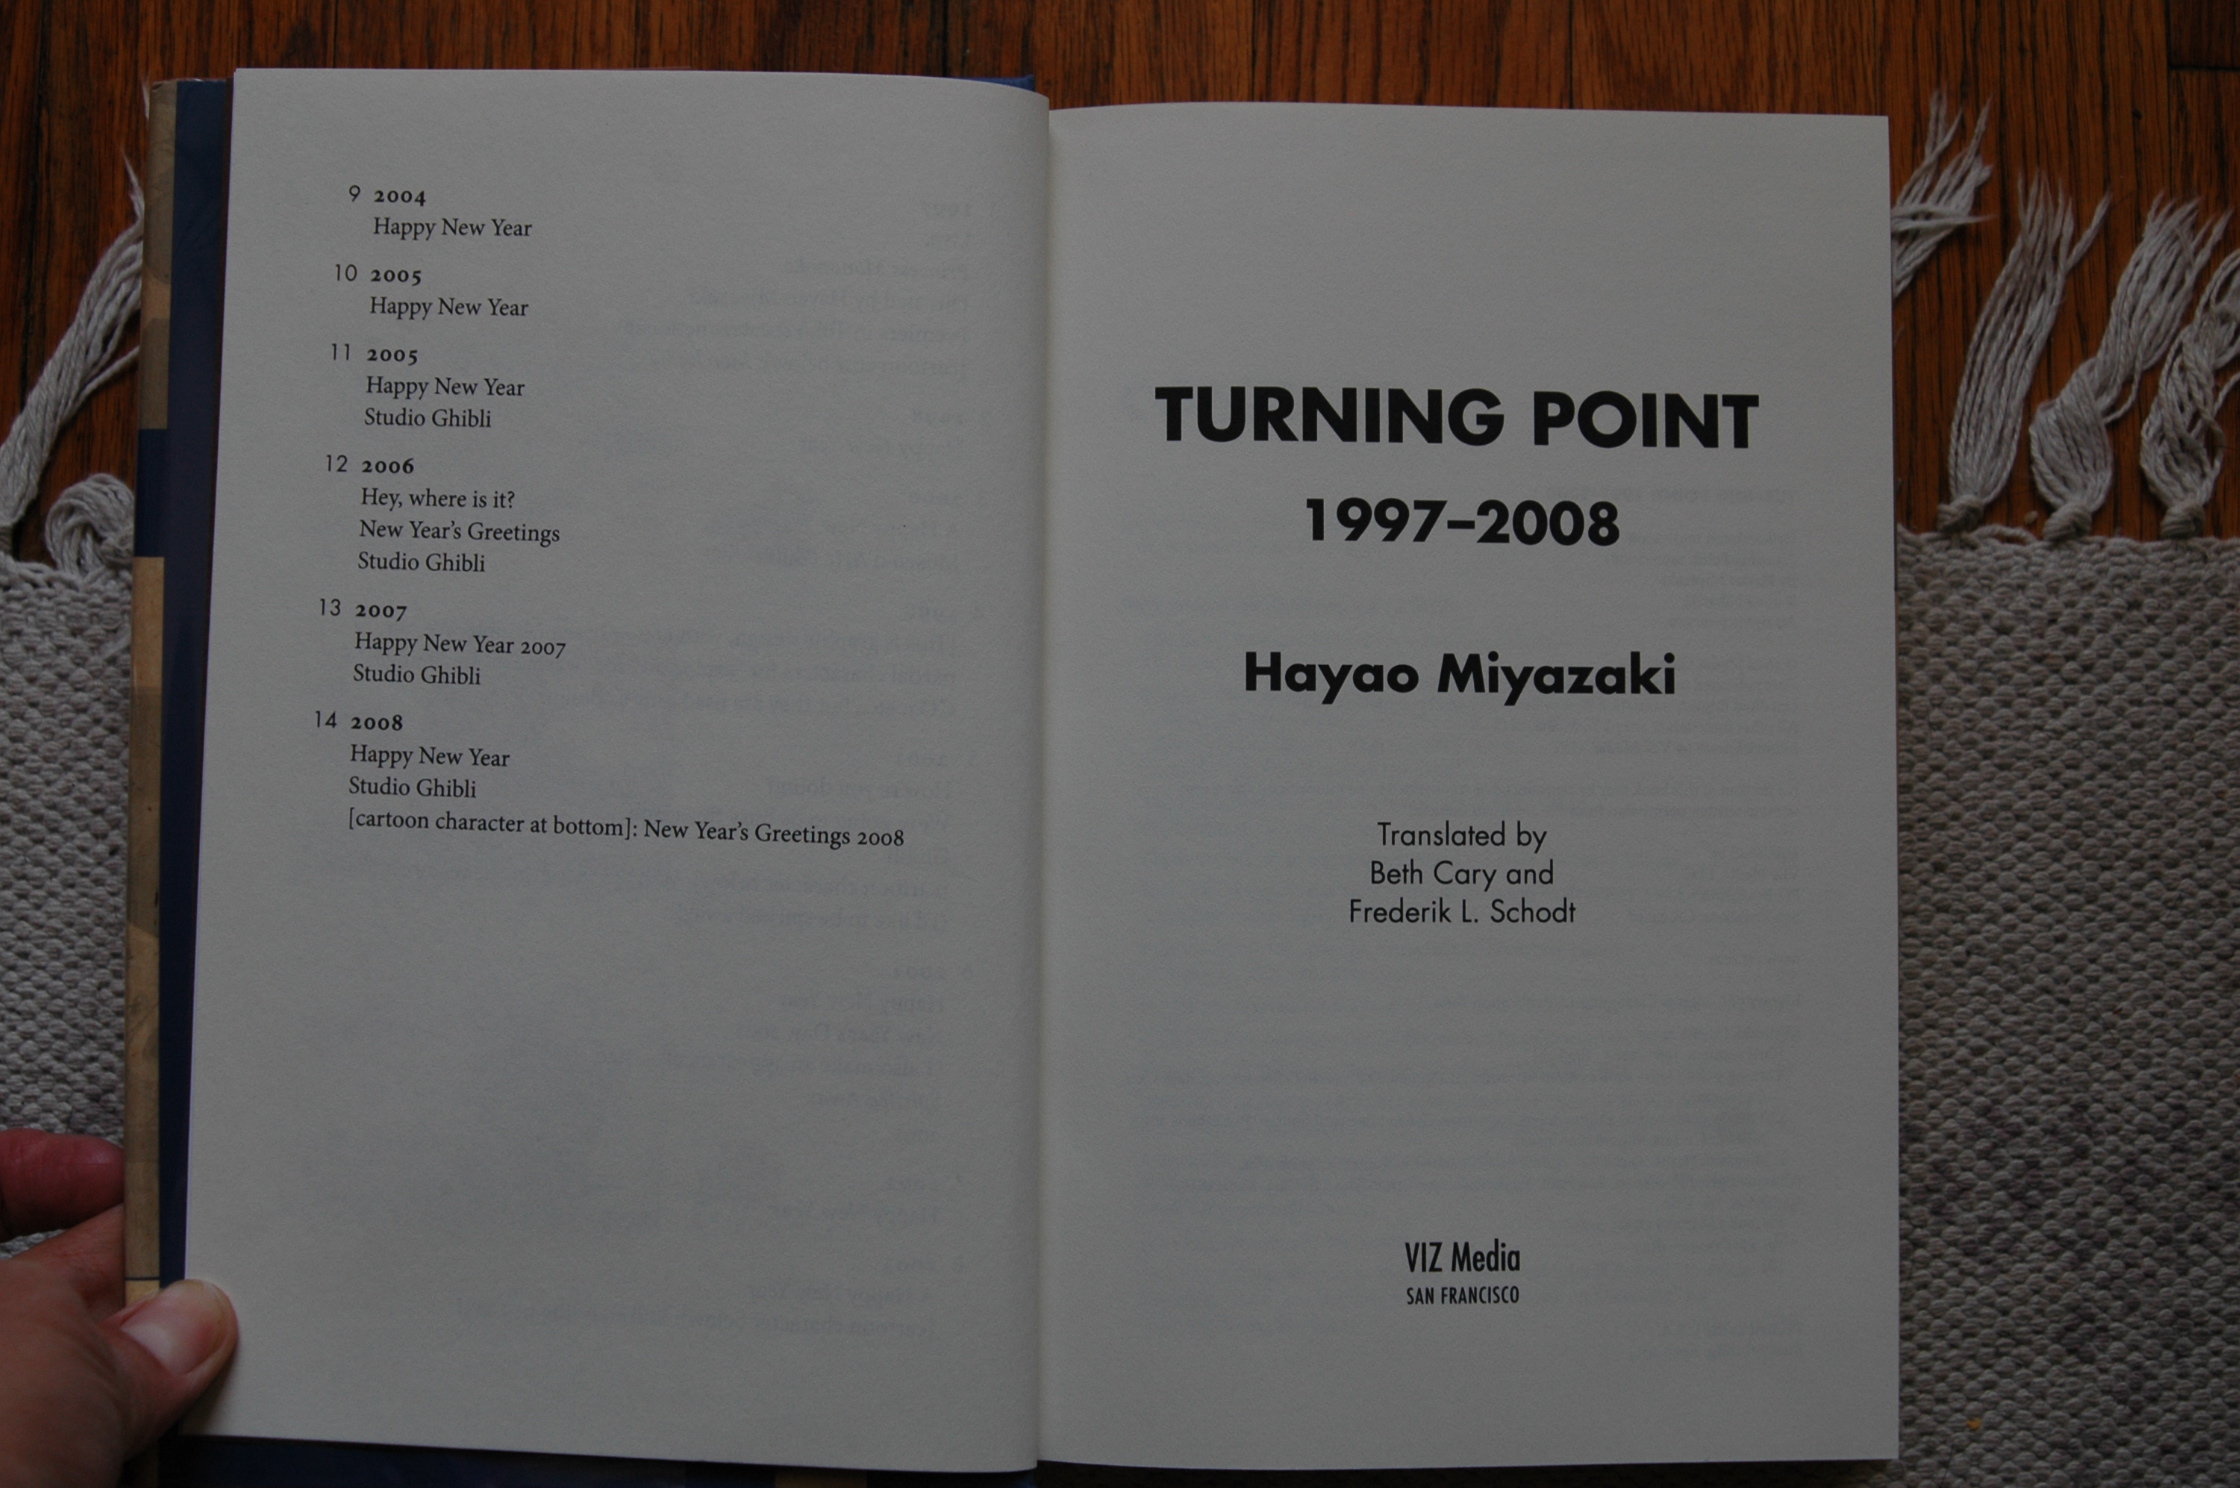 9 2004
Happy New Year
10 2005
Happy New Year
11 2005
Happy New Year
Studio Ghibli
12 2006
Hey, where is it?
New Year's Greetings
Studio Ghibli
13 2007
Happy New Year 2007
Studio Ghibli
14 2008
Happy New Year
Studio Ghibli
[cartoon character at bottom]: New Year's Greetings 2008
TURNING POINT
1997–2008
Hayao Miyazaki
Translated by
Beth Cary and
Frederik L. Schodt
VIZ Media
SAN FRANCISCO